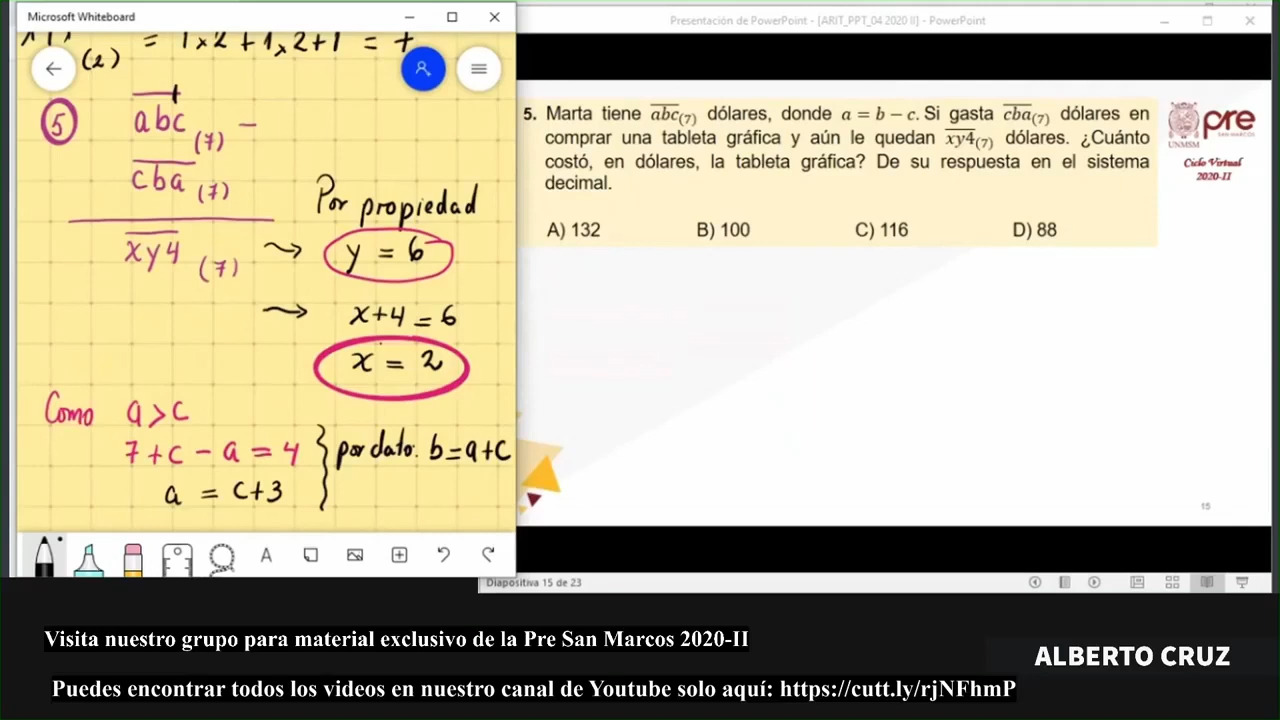 Microsoft Whiteboard
(2) = 1x2 + 1x2+1 = 7
5 abc (7) –
cba (7)
xy4 (7)
Por propiedad
y = 6
x+4 = 6
x = 2
Como a > c
7+c – a = 4
a = c+3
por dato: b=a+c
Presentación de PowerPoint - [ARIT_PPT_04 2020 II] - PowerPoint
5. Marta tiene abc(7) dólares, donde a = b − c. Si gasta cba(7) dólares en
comprar una tableta gráfica y aún le quedan xy4(7) dólares. ¿Cuánto
costó, en dólares, la tableta gráfica? De su respuesta en el sistema
decimal.
A) 132 B) 100 C) 116 D) 88
pre
SAN MARCOS
UNMSM
Ciclo Virtual
2020-II
15
Diapositiva 15 de 23
Visita nuestro grupo para material exclusivo de la Pre San Marcos 2020-II
ALBERTO CRUZ
Puedes encontrar todos los videos en nuestro canal de Youtube solo aquí: https://cutt.ly/rjNFhmP